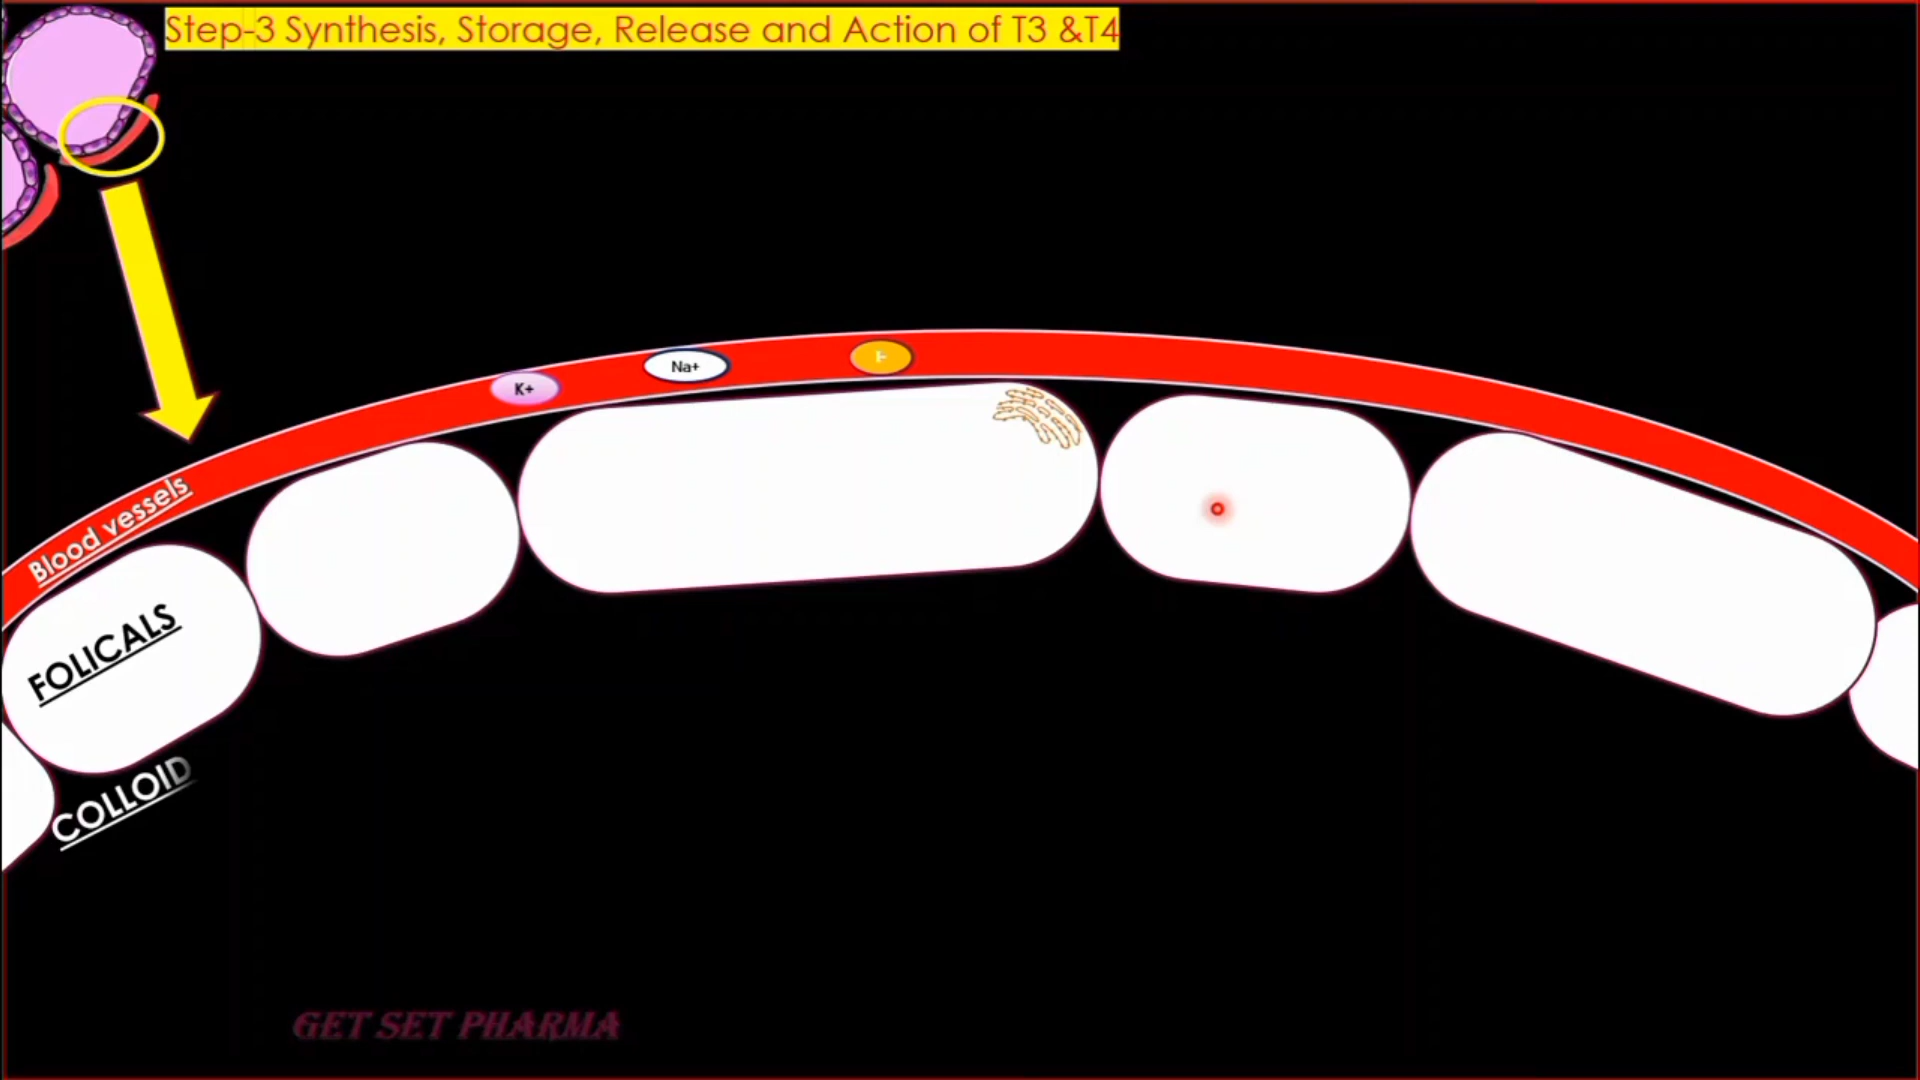 Step-3 Synthesis, Storage, Release and Action of T3 &T4
K+
Na+
I-
Blood vessels
FOLICALS
COLLOID
GET SET PHARMA